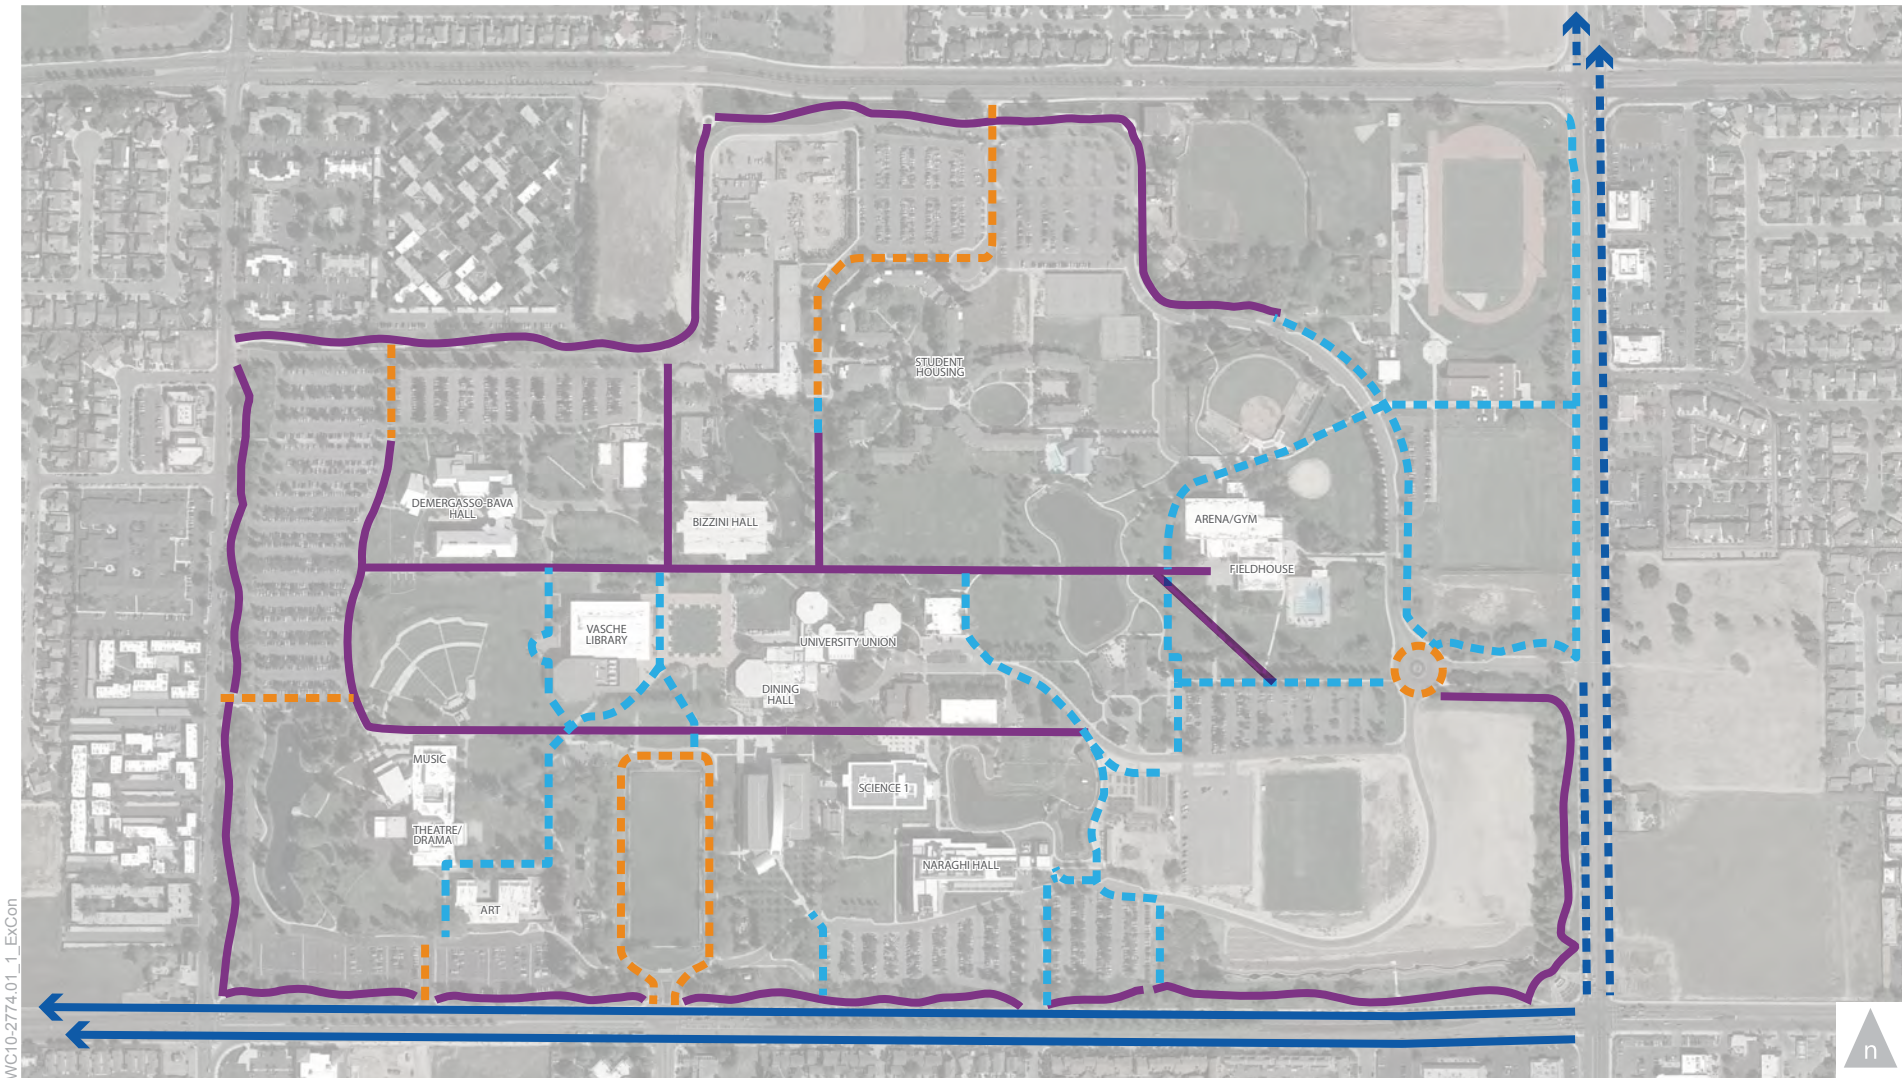 STUDENT
HOUSING
DEMERGASSO-BAVA
HALL
BIZZINI HALL
ARENA/GYM
FIELDHOUSE
VASCHE
LIBRARY
UNIVERSITY UNION
DINING
HALL
MUSIC
SCIENCE 1
THEATRE/
DRAMA
NARAGHI HALL
ART
WC10-2774.01_1_ExCon
n